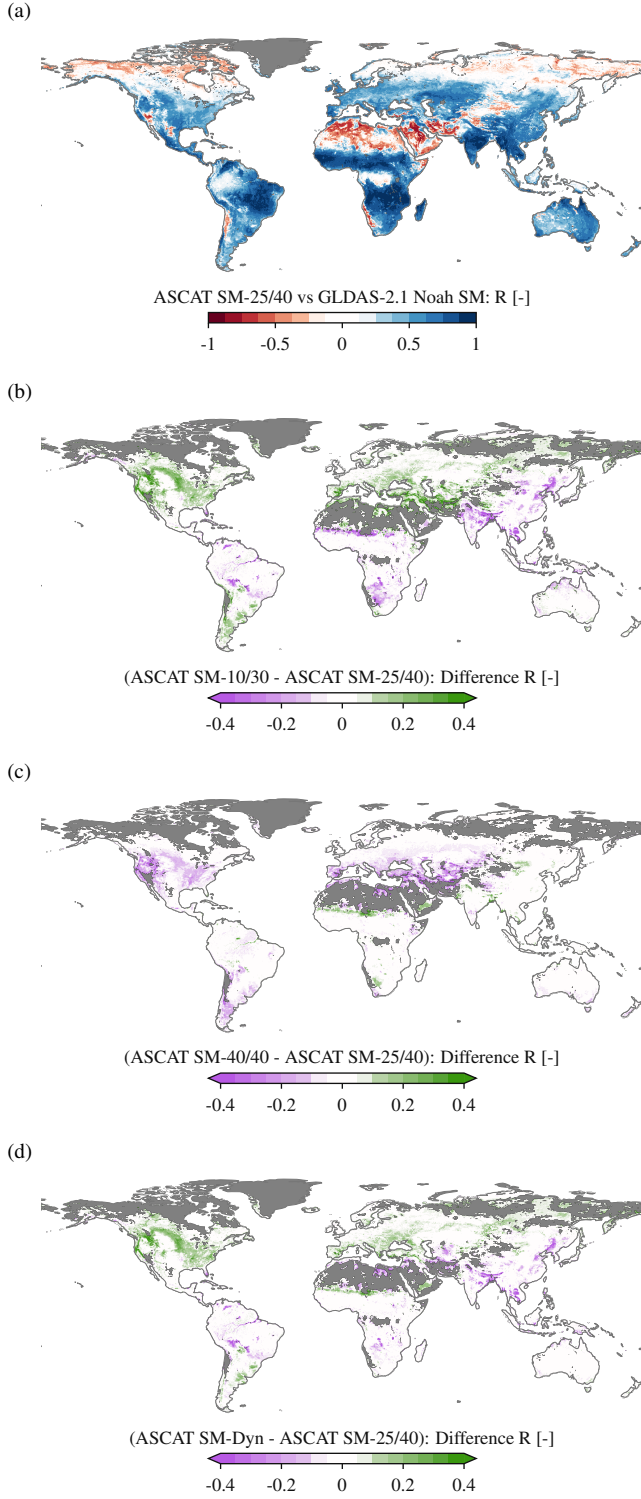 (a)
ASCAT SM-25/40 vs GLDAS-2.1 Noah SM: R [-]
-1 -0.5 0 0.5 1
(b)
(ASCAT SM-10/30 - ASCAT SM-25/40): Difference R [-]
-0.4 -0.2 0 0.2 0.4
(c)
(ASCAT SM-40/40 - ASCAT SM-25/40): Difference R [-]
-0.4 -0.2 0 0.2 0.4
(d)
(ASCAT SM-Dyn - ASCAT SM-25/40): Difference R [-]
-0.4 -0.2 0 0.2 0.4